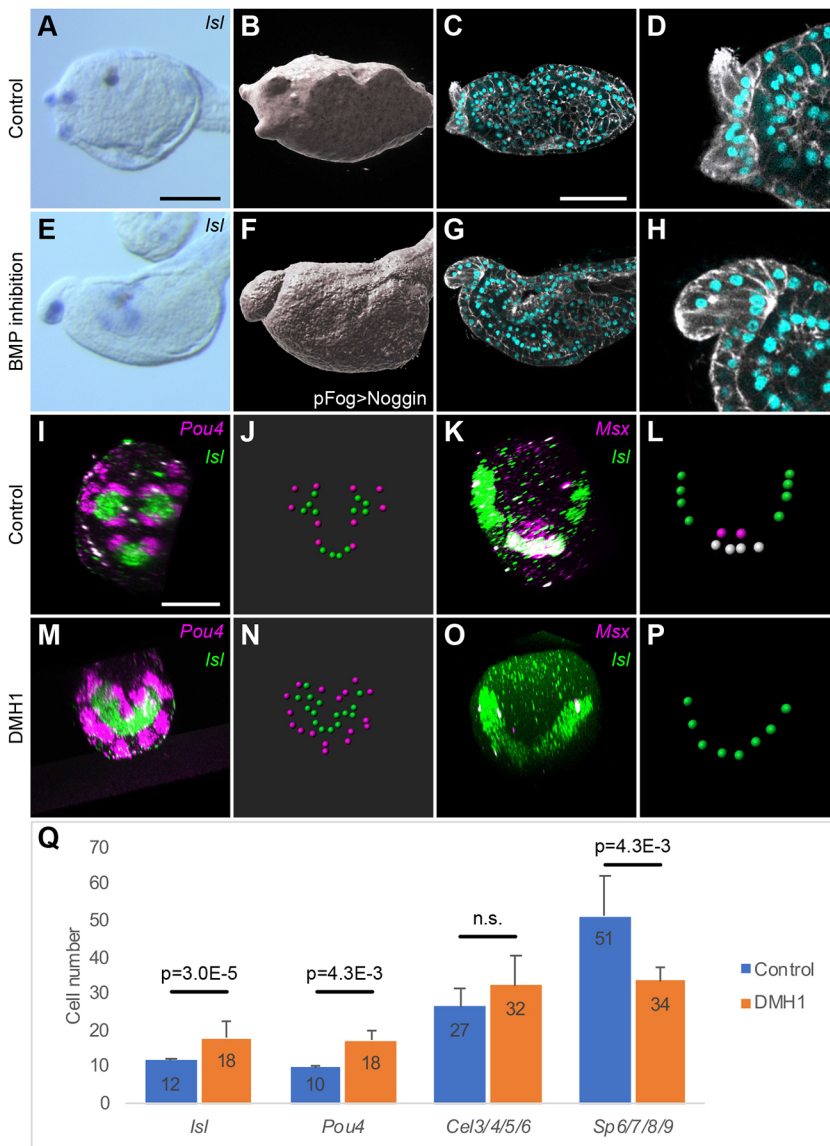 A
Isl
B
C
D
Control
E
Isl
F
G
H
BMP inhibition
pFog>Noggin
I
Pou4
Isl
J
K
Msx
Isl
L
Control
M
Pou4
Isl
N
O
Msx
Isl
P
DMH1
Q
70
60
50
40
30
20
10
0
Cell number
p=3.0E-5
p=4.3E-3
n.s.
p=4.3E-3
12
18
10
18
27
32
51
34
Isl
Pou4
Cel3/4/5/6
Sp6/7/8/9
Control
DMH1